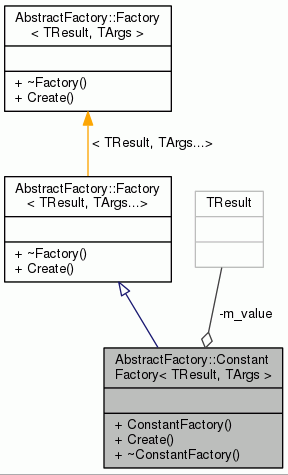 AbstractFactory::Factory
< TResult, TArgs >
+ ~Factory()
+ Create()
< TResult, TArgs...>
AbstractFactory::Factory
< TResult, TArgs...>
+ ~Factory()
+ Create()
TResult
-m_value
AbstractFactory::Constant
Factory< TResult, TArgs >
+ ConstantFactory()
+ Create()
+ ~ConstantFactory()